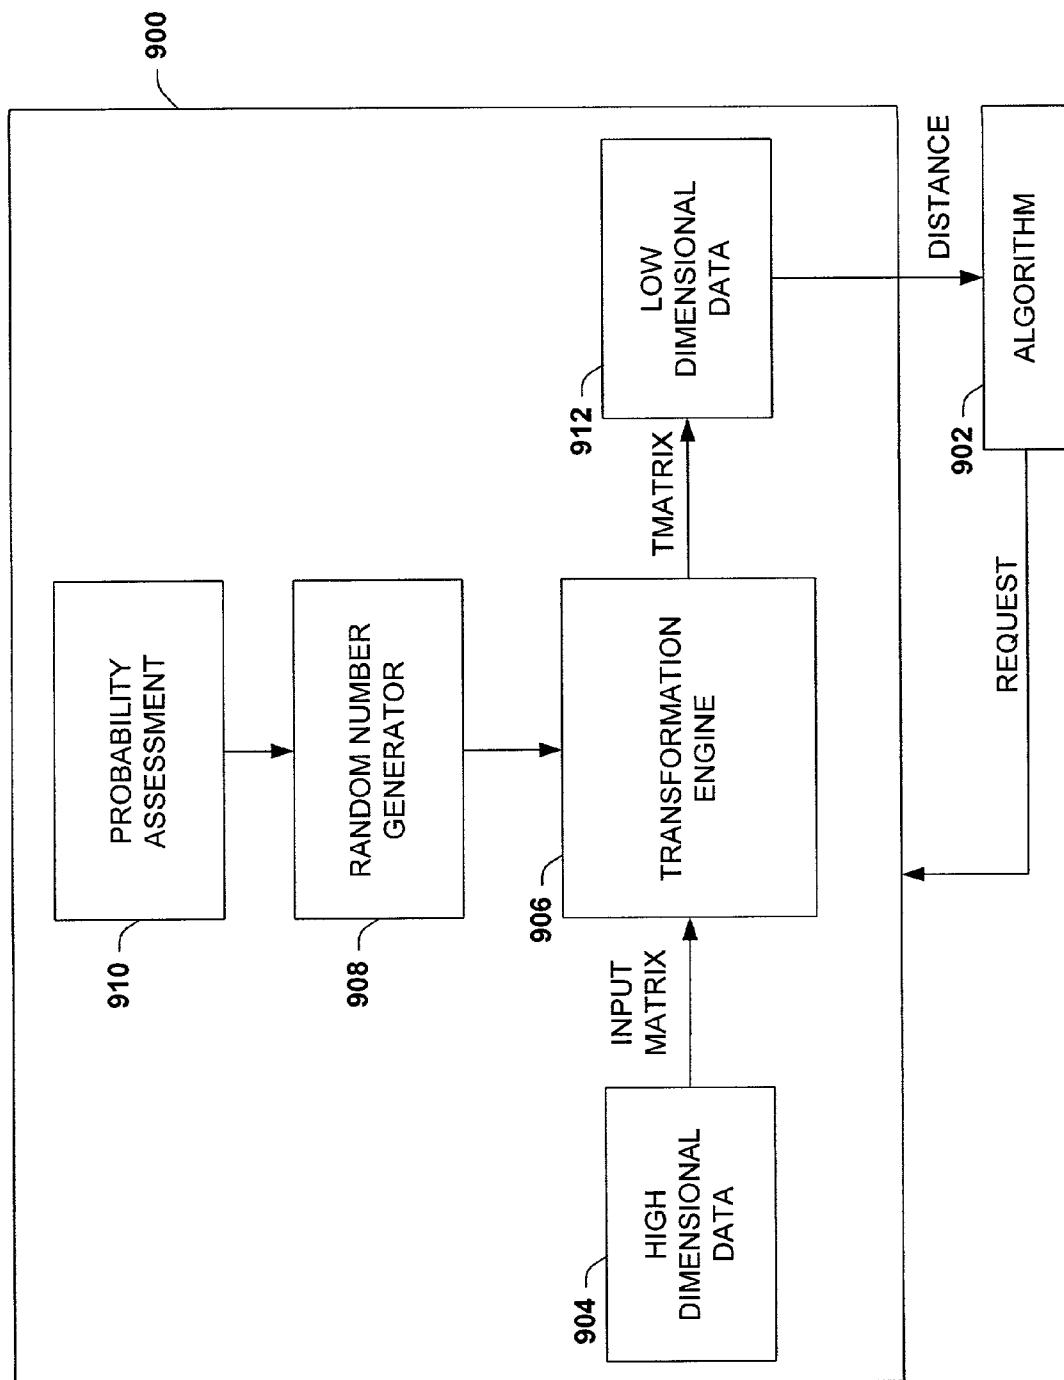 900
PROBABILITY
ASSESSMENT
910
RANDOM NUMBER
GENERATOR
908
HIGH
DIMENSIONAL
DATA
904
INPUT
MATRIX
TRANSFORMATION
ENGINE
906
TMATRIX
LOW
DIMENSIONAL
DATA
912
DISTANCE
REQUEST
ALGORITHM
902